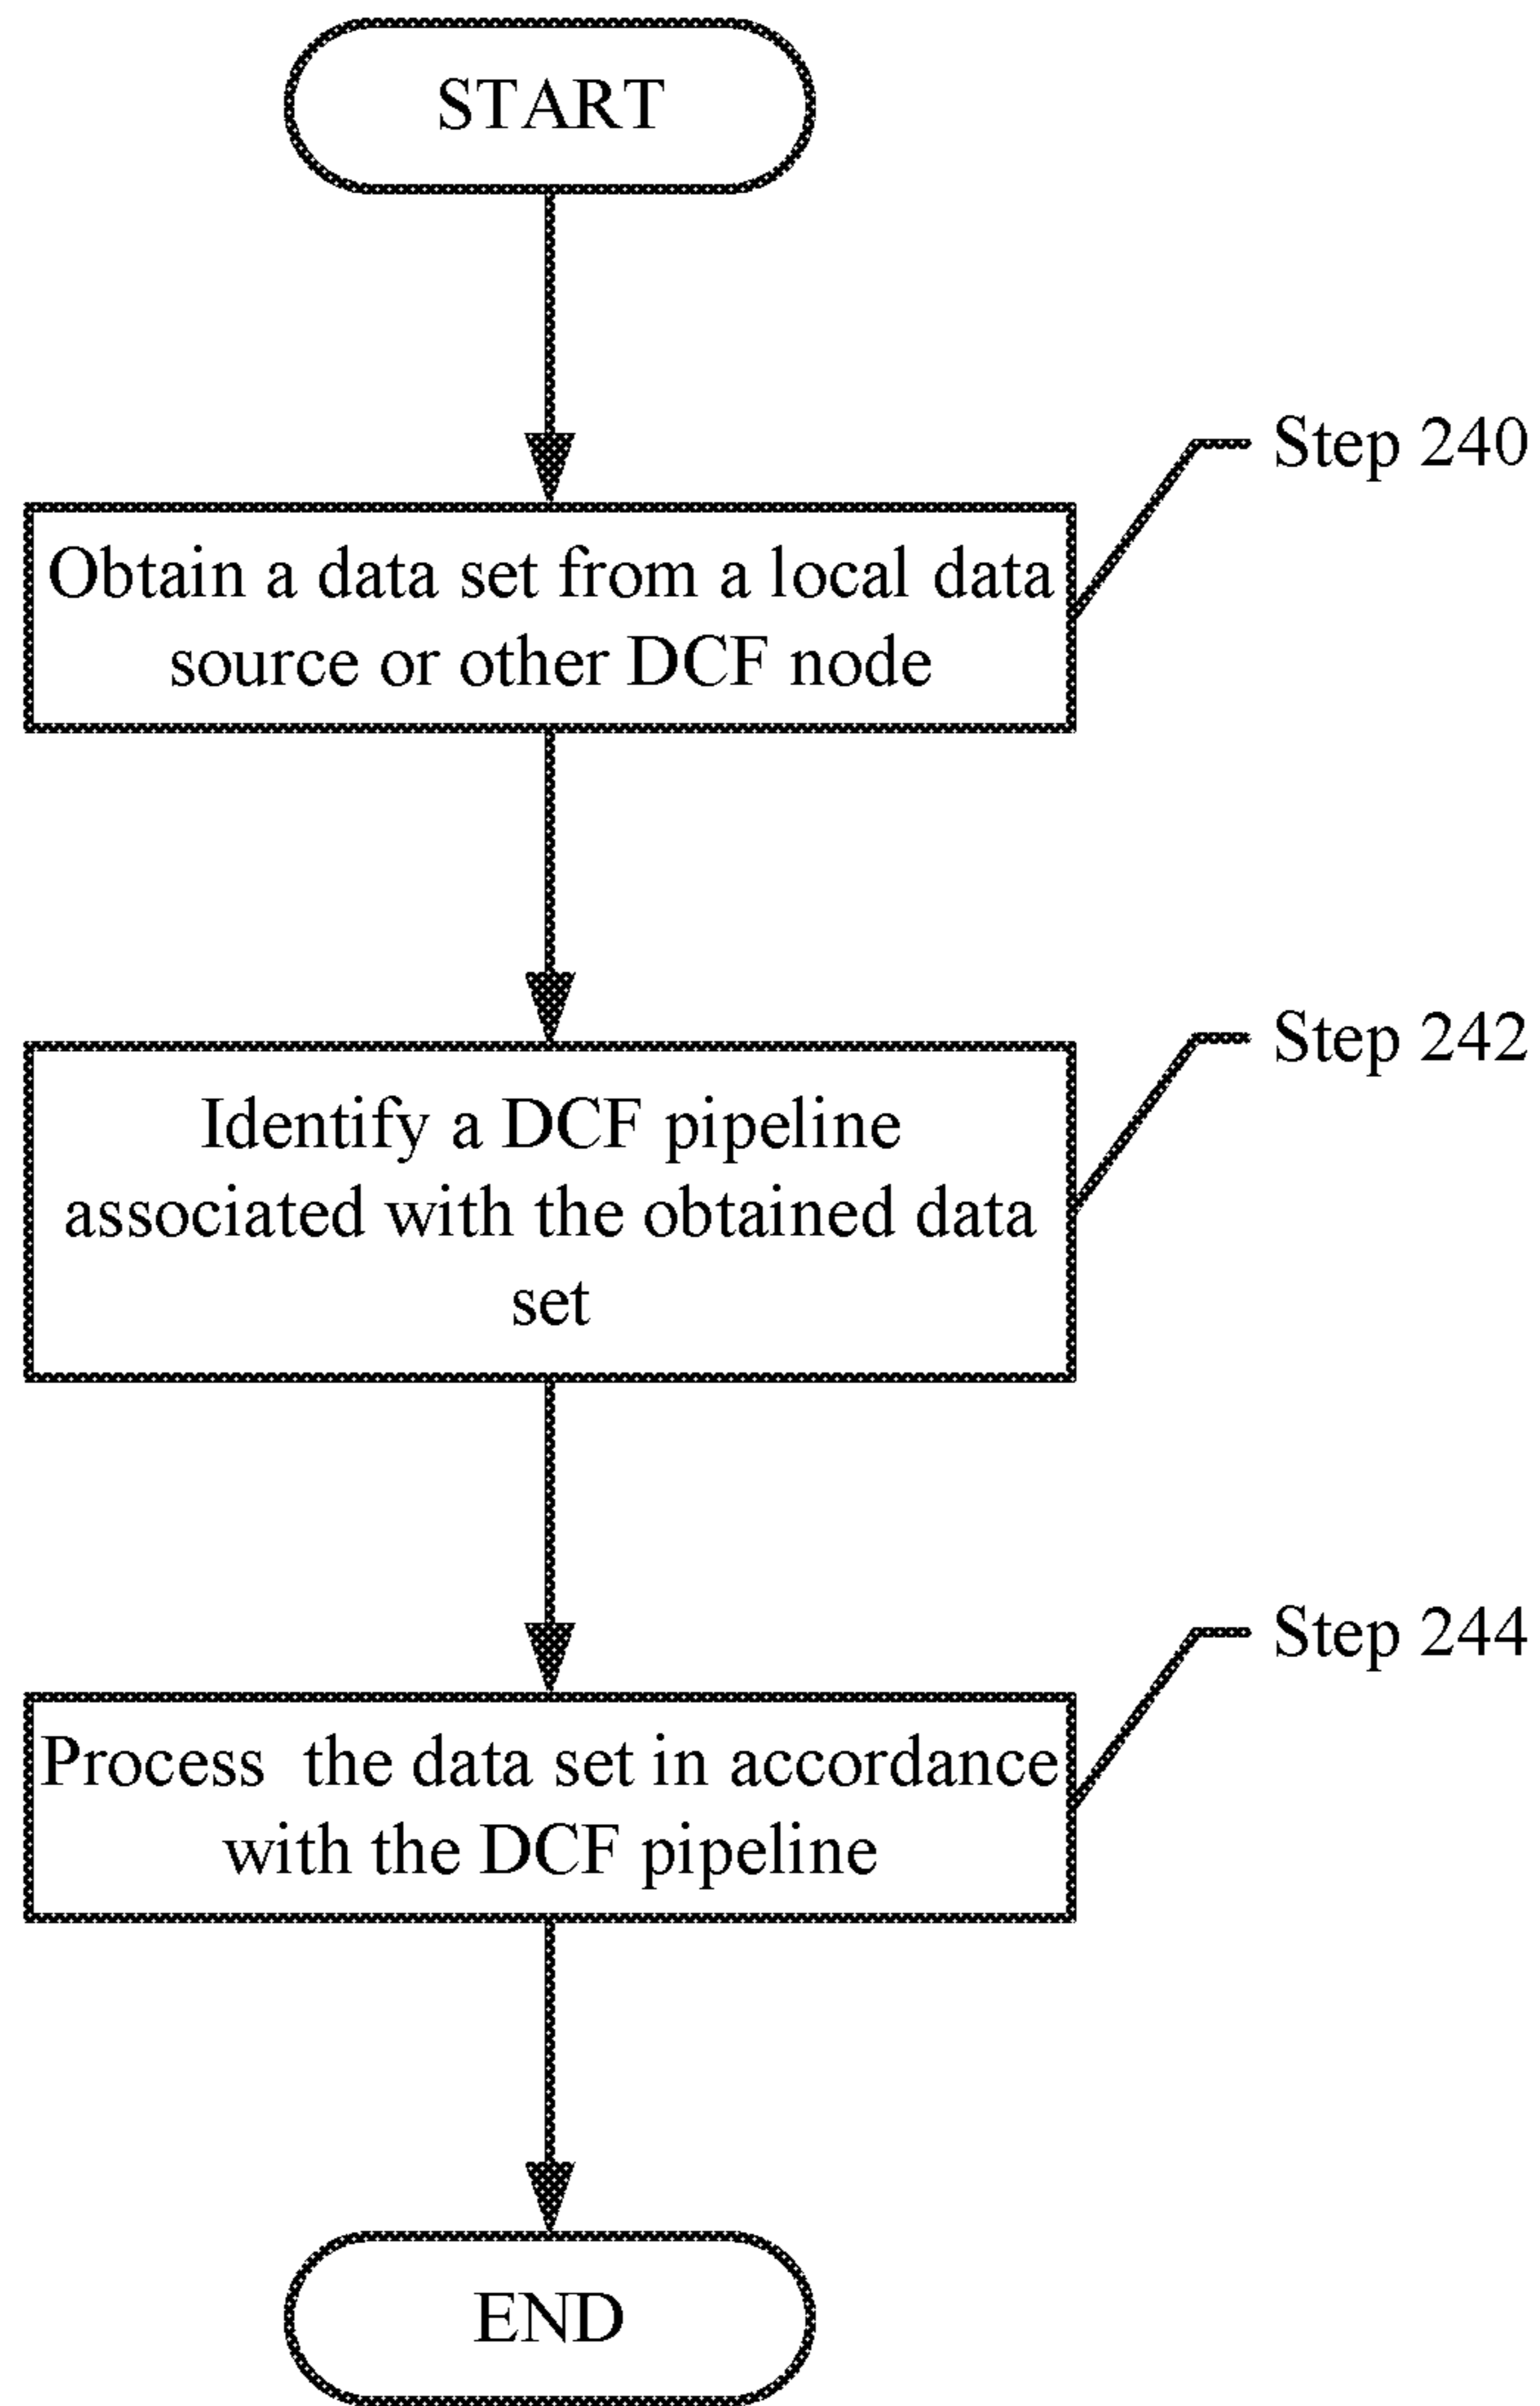 START
Step 240
Obtain a data set from a local data
source or other DCF node
Step 242
Identify a DCF pipeline
associated with the obtained data
set
Step 244
Process  the data set in accordance
with the DCF pipeline
END